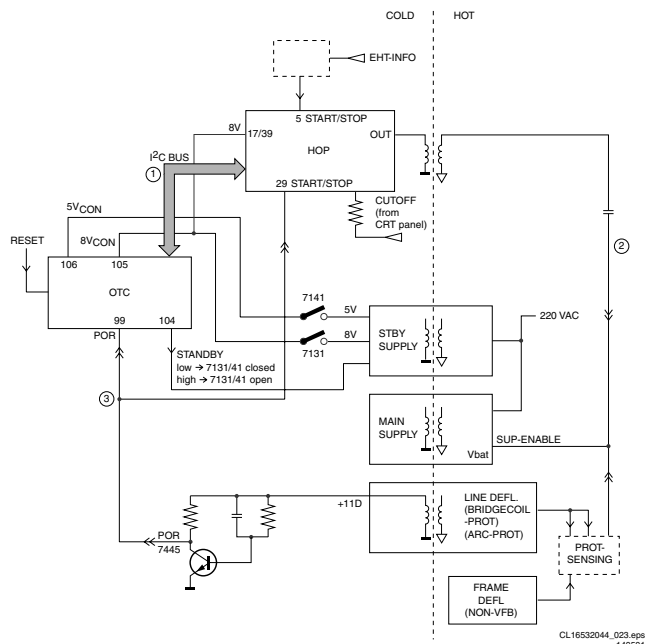 COLD
HOT
EHT-INFO
5 START/STOP
8V
17/39
OUT
HOP
I2C BUS
1
29 START/STOP
CUTOFF
(from
CRT panel)
5VCON
8VCON
RESET
106
105
2
OTC
7141
5V
220 VAC
99
104
8V
STBY
SUPPLY
POR
7131
STANDBY
low → 7131/41 closed
high → 7131/41 open
3
MAIN
SUPPLY
SUP-ENABLE
Vbat
+11D
LINE DEFL.
(BRIDGECOIL
-PROT)
(ARC-PROT)
POR
7445
PROT-
SENSING
FRAME
DEFL
(NON-VFB)
CL16532044_023.eps